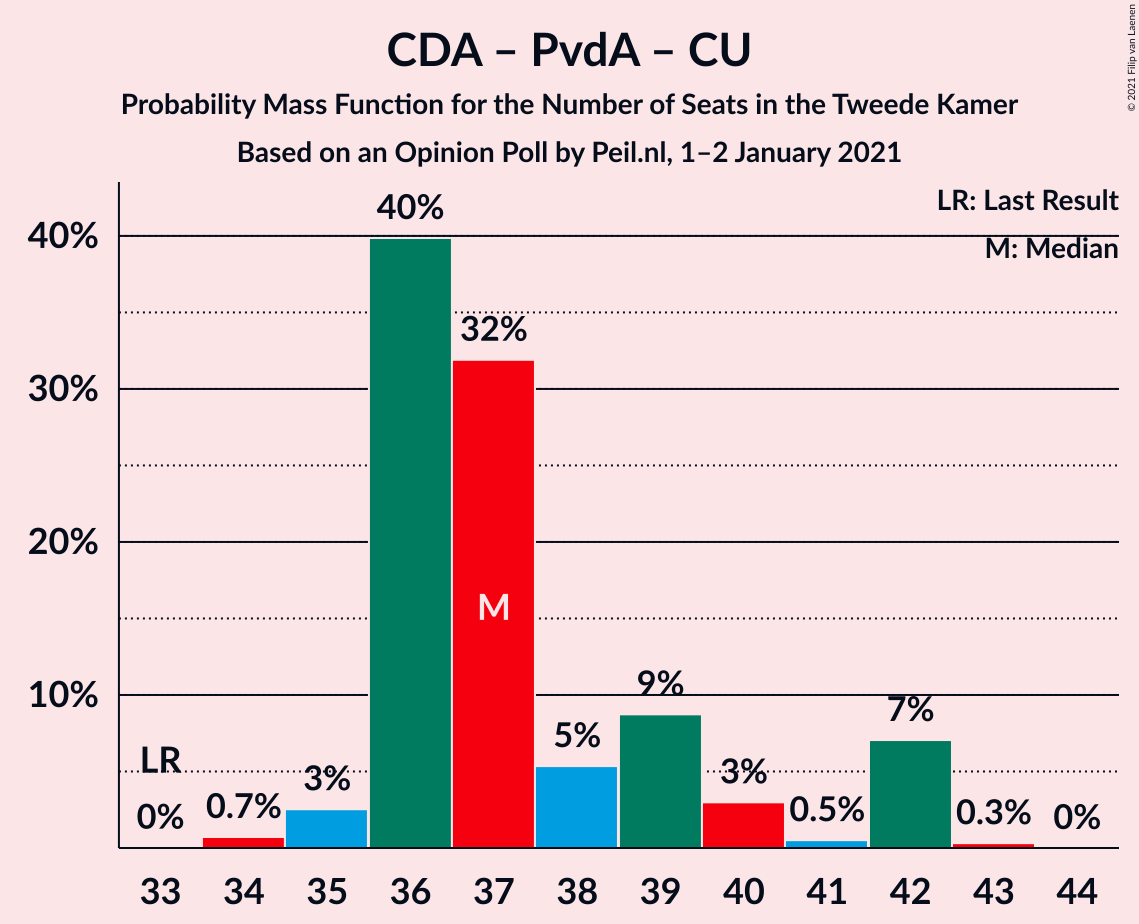 CDA – PvdA – CU
Probability Mass Function for the Number of Seats in the Tweede Kamer
Based on an Opinion Poll by Peil.nl, 1–2 January 2021
© 2021 Filip van Laenen
LR: Last Result
M: Median
40%
30%
20%
10%
LR
0%
0.7%
3%
40%
32%
M
5%
9%
3%
0.5%
7%
0.3%
0%
33 34 35 36 37 38 39 40 41 42 43 44